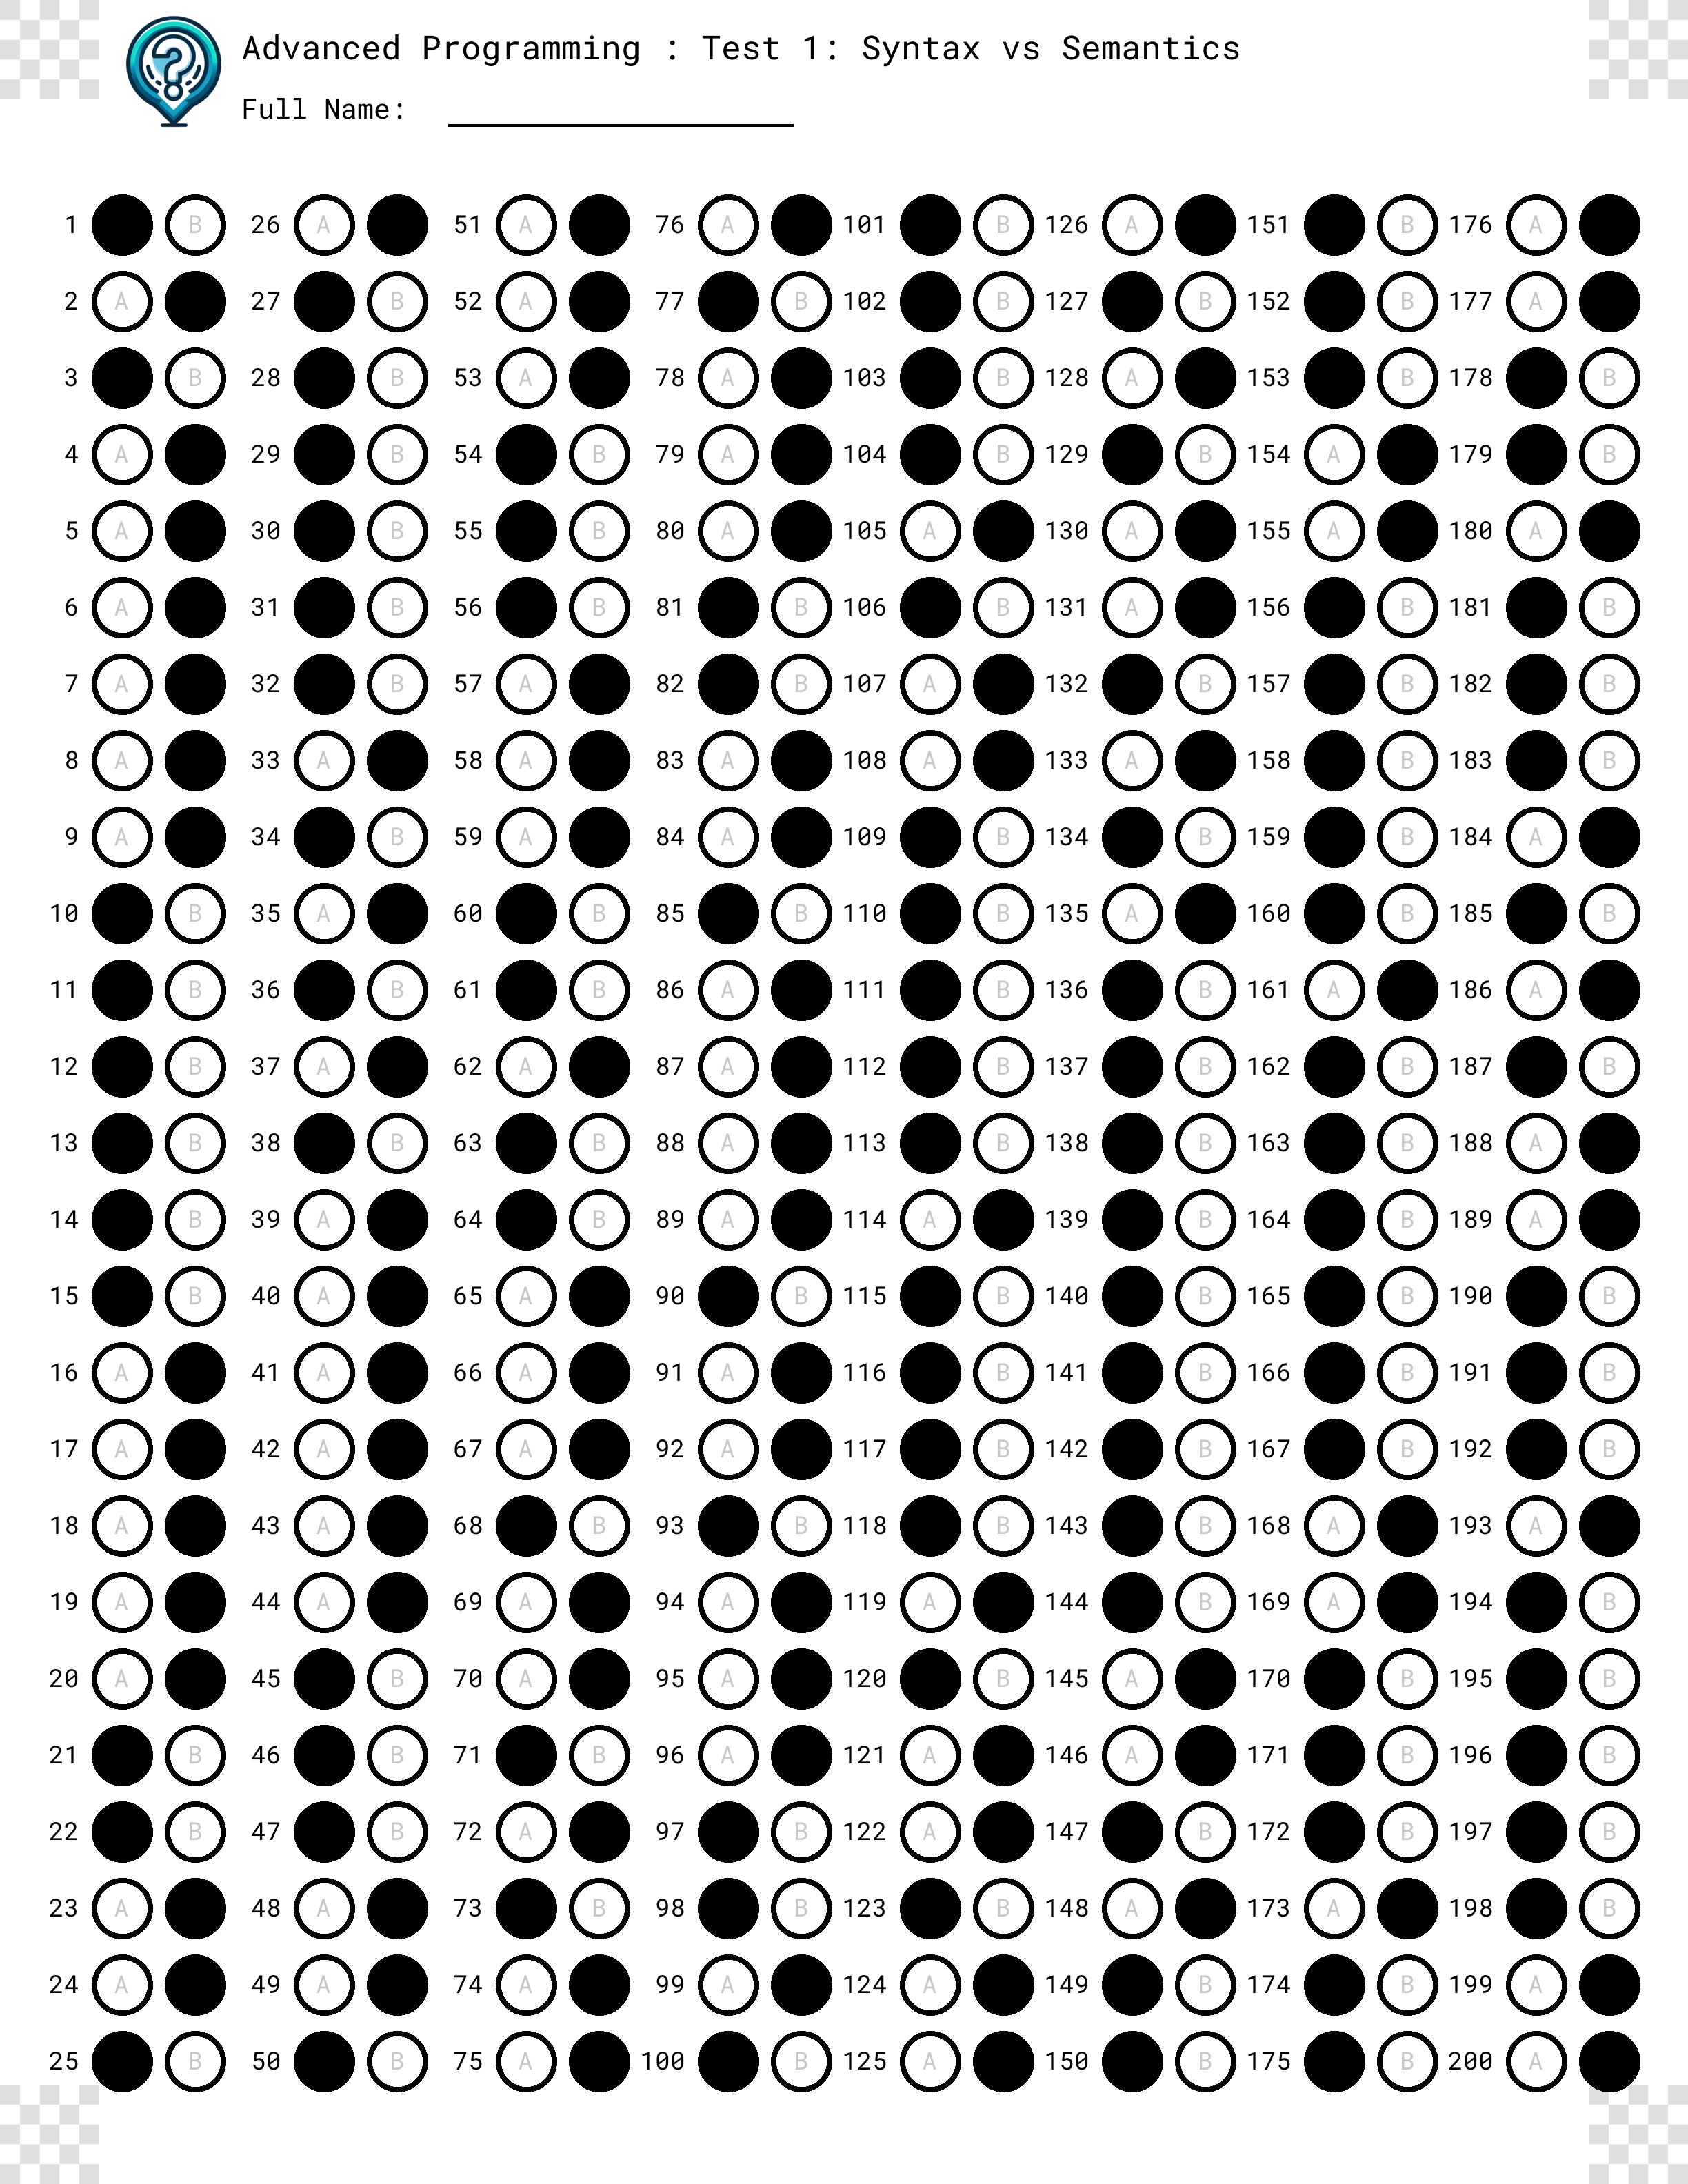 Advanced Programming : Test 1: Syntax vs Semantics
Full Name:
1 B 26 A 51 A 76 A 101 B 126 A 151 B 176 A
2 A 27 B 52 A 77 B 102 B 127 B 152 B 177 A
3 B 28 B 53 A 78 A 103 B 128 A 153 B 178 B
4 A 29 B 54 B 79 A 104 B 129 B 154 A 179 B
5 A 30 B 55 B 80 A 105 A 130 A 155 A 180 A
6 A 31 B 56 B 81 B 106 B 131 A 156 B 181 B
7 A 32 B 57 A 82 B 107 A 132 B 157 B 182 B
8 A 33 A 58 A 83 A 108 A 133 A 158 B 183 B
9 A 34 B 59 A 84 A 109 B 134 B 159 B 184 A
10 B 35 A 60 B 85 B 110 B 135 A 160 B 185 B
11 B 36 B 61 B 86 A 111 B 136 B 161 A 186 A
12 B 37 A 62 A 87 A 112 B 137 B 162 B 187 B
13 B 38 B 63 B 88 A 113 B 138 B 163 B 188 A
14 B 39 A 64 B 89 A 114 A 139 B 164 B 189 A
15 B 40 A 65 A 90 B 115 B 140 B 165 B 190 B
16 A 41 A 66 A 91 A 116 B 141 B 166 B 191 B
17 A 42 A 67 A 92 A 117 B 142 B 167 B 192 B
18 A 43 A 68 B 93 B 118 B 143 B 168 A 193 A
19 A 44 A 69 A 94 A 119 A 144 B 169 A 194 B
20 A 45 B 70 A 95 A 120 B 145 A 170 B 195 B
21 B 46 B 71 B 96 A 121 A 146 A 171 B 196 B
22 B 47 B 72 A 97 B 122 A 147 B 172 B 197 B
23 A 48 A 73 B 98 B 123 B 148 A 173 A 198 B
24 A 49 A 74 A 99 A 124 A 149 B 174 B 199 A
25 B 50 B 75 A 100 B 125 A 150 B 175 B 200 A